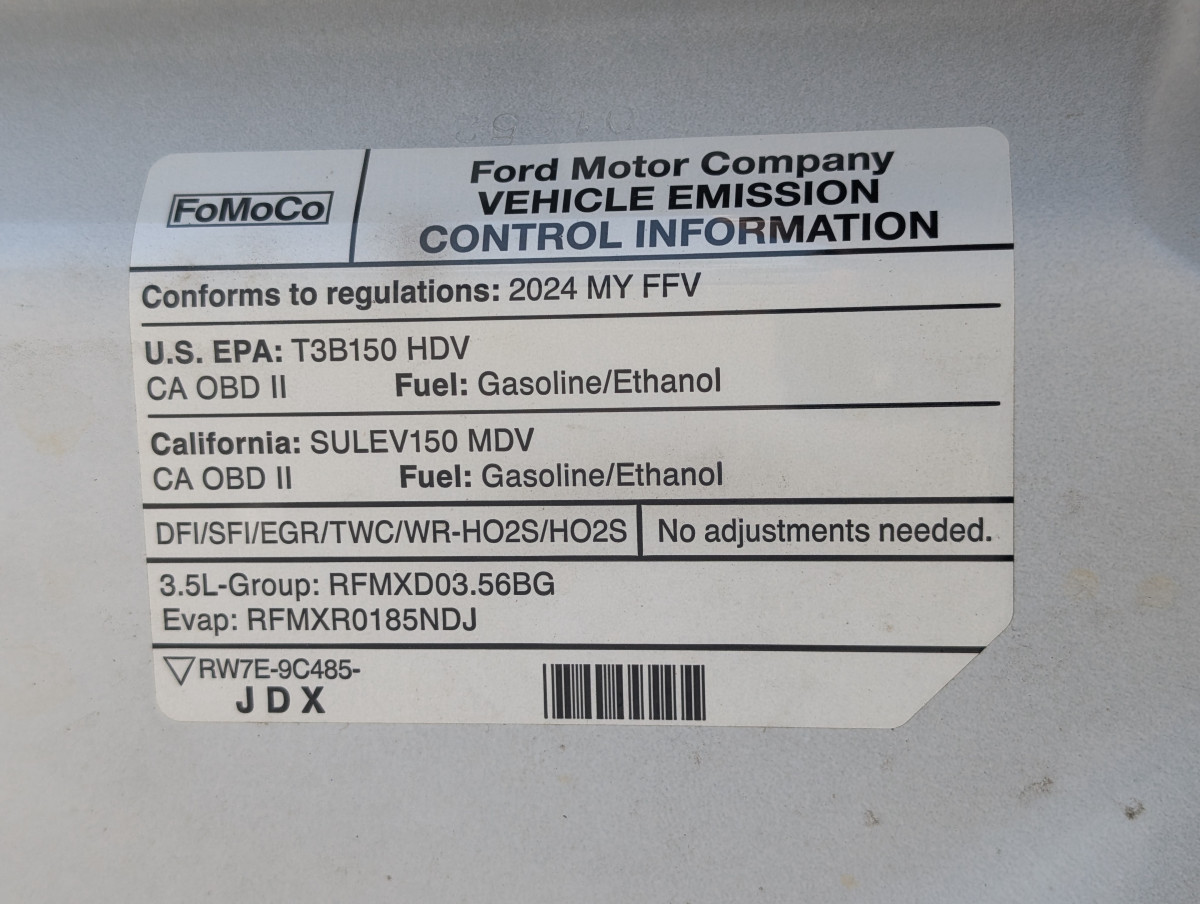 FoMoCo
Ford Motor Company
VEHICLE EMISSION
CONTROL INFORMATION
Conforms to regulations: 2024 MY FFV
U.S. EPA: T3B150 HDV
CA OBD II Fuel: Gasoline/Ethanol
California: SULEV150 MDV
CA OBD II Fuel: Gasoline/Ethanol
DFI/SFI/EGR/TWC/WR-HO2S/HO2S
No adjustments needed.
3.5L-Group: RFMXD03.56BG
Evap: RFMXR0185NDJ
RW7E-9C485-
JDX